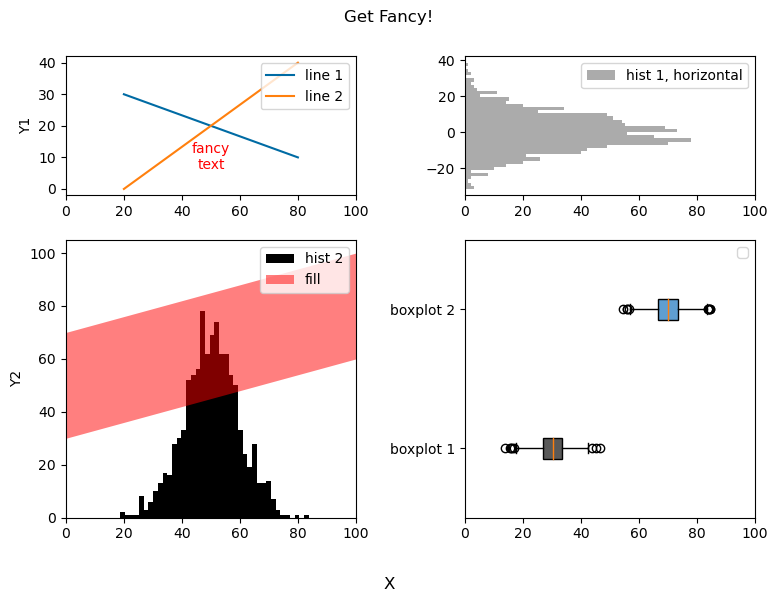 Get Fancy!
Y1
40
30
20
10
0
line 1
line 2
fancy
text
0 20 40 60 80 100
40
20
0
−20
hist 1, horizontal
0 20 40 60 80 100
Y2
100
80
60
40
20
0
hist 2
fill
0 20 40 60 80 100
boxplot 2
boxplot 1
0 20 40 60 80 100
X